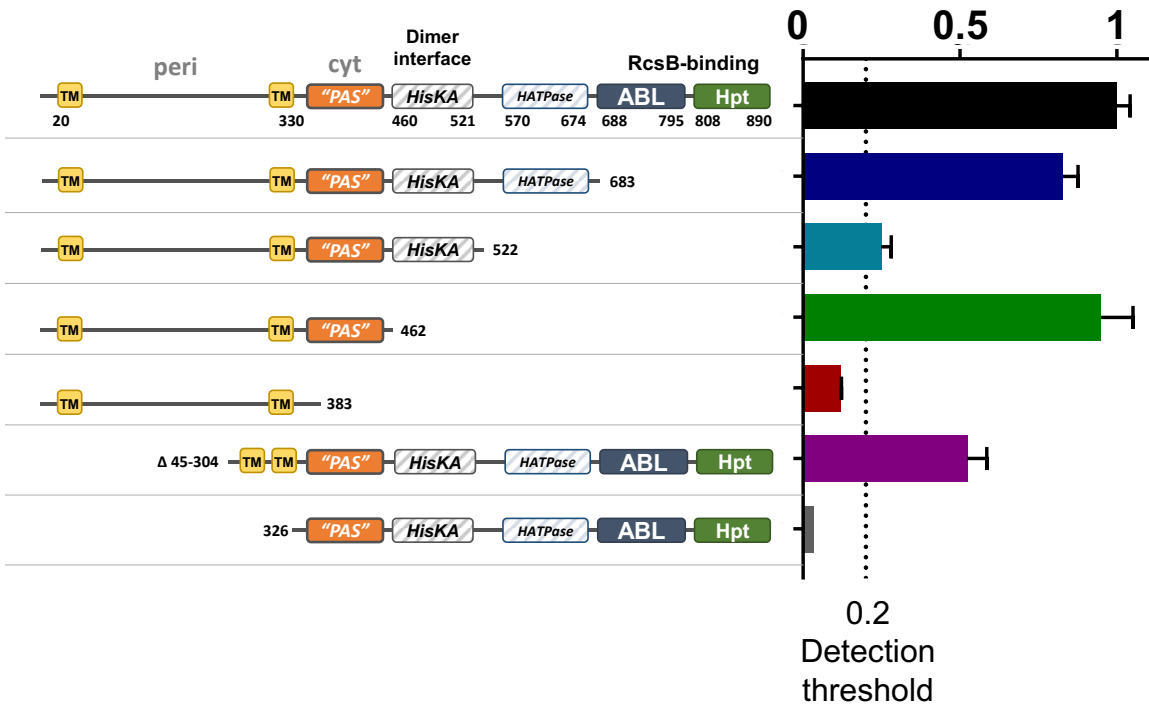 0 0.5 1
Dimer
interface
peri cyt RcsB-binding
TM TM "PAS" HisKA HATPase ABL Hpt
20 330 460 521 570 674 688 795 808 890
TM TM "PAS" HisKA HATPase 683
TM TM "PAS" HisKA 522
TM TM "PAS" 462
TM TM 383
Δ 45-304 TM TM "PAS" HisKA HATPase ABL Hpt
326 "PAS" HisKA HATPase ABL Hpt
0.2
Detection
threshold